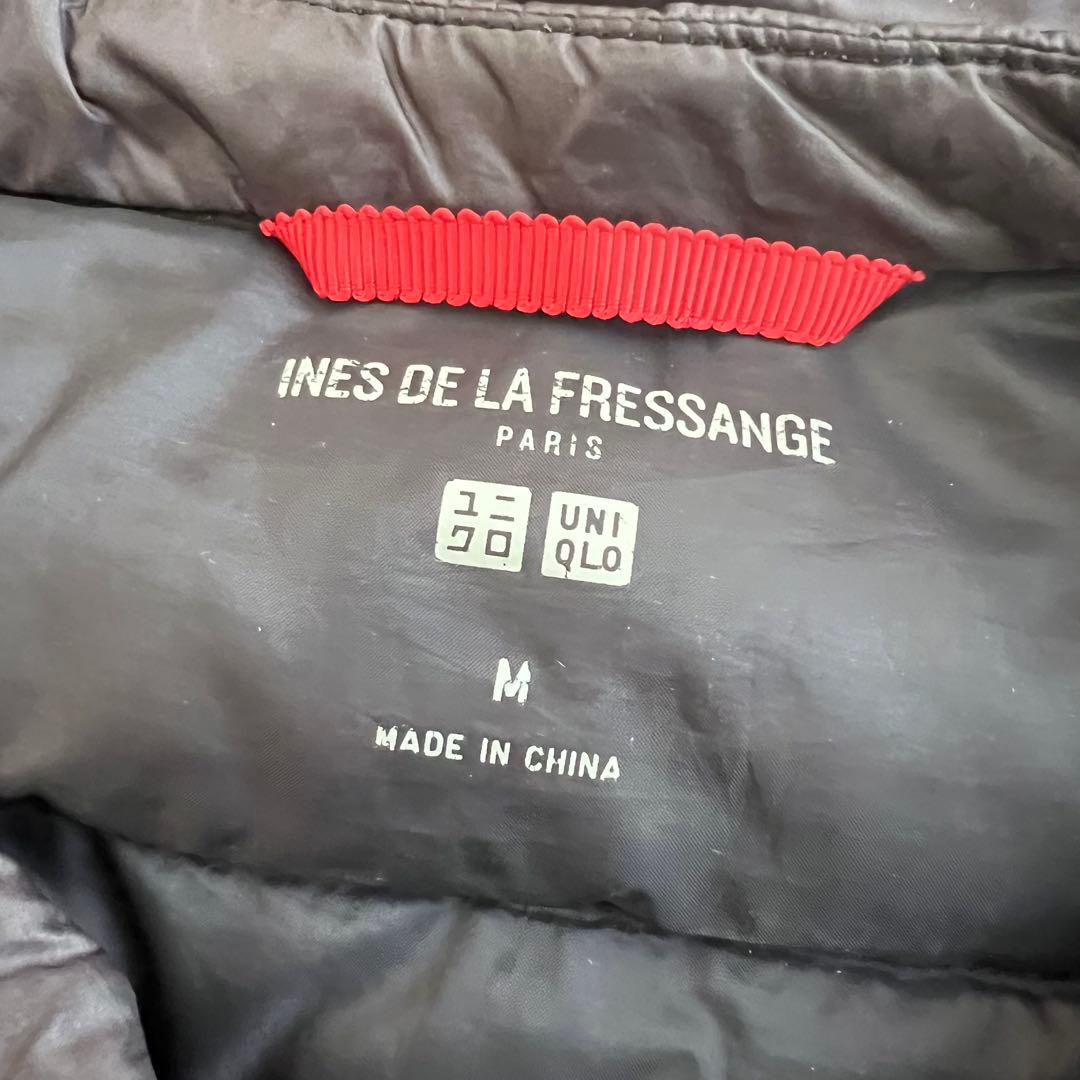 INES DE LA FRESSANGE
PARIS
ユニ
クロ
UNI
QLO
M
MADE IN CHINA